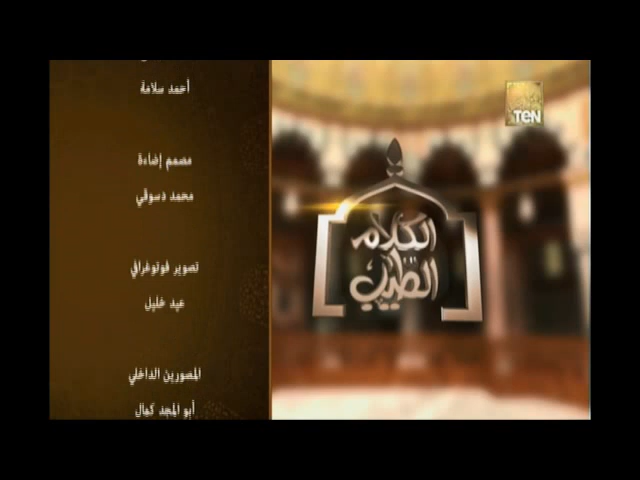 أحمد سلامة
مصمم إضاءة
محمد دسوقي
تصوير فوتوغرافي
عيد خليل
المصورين الداخلي
أبو المجد كمال
TEN
الكلام
الطيب